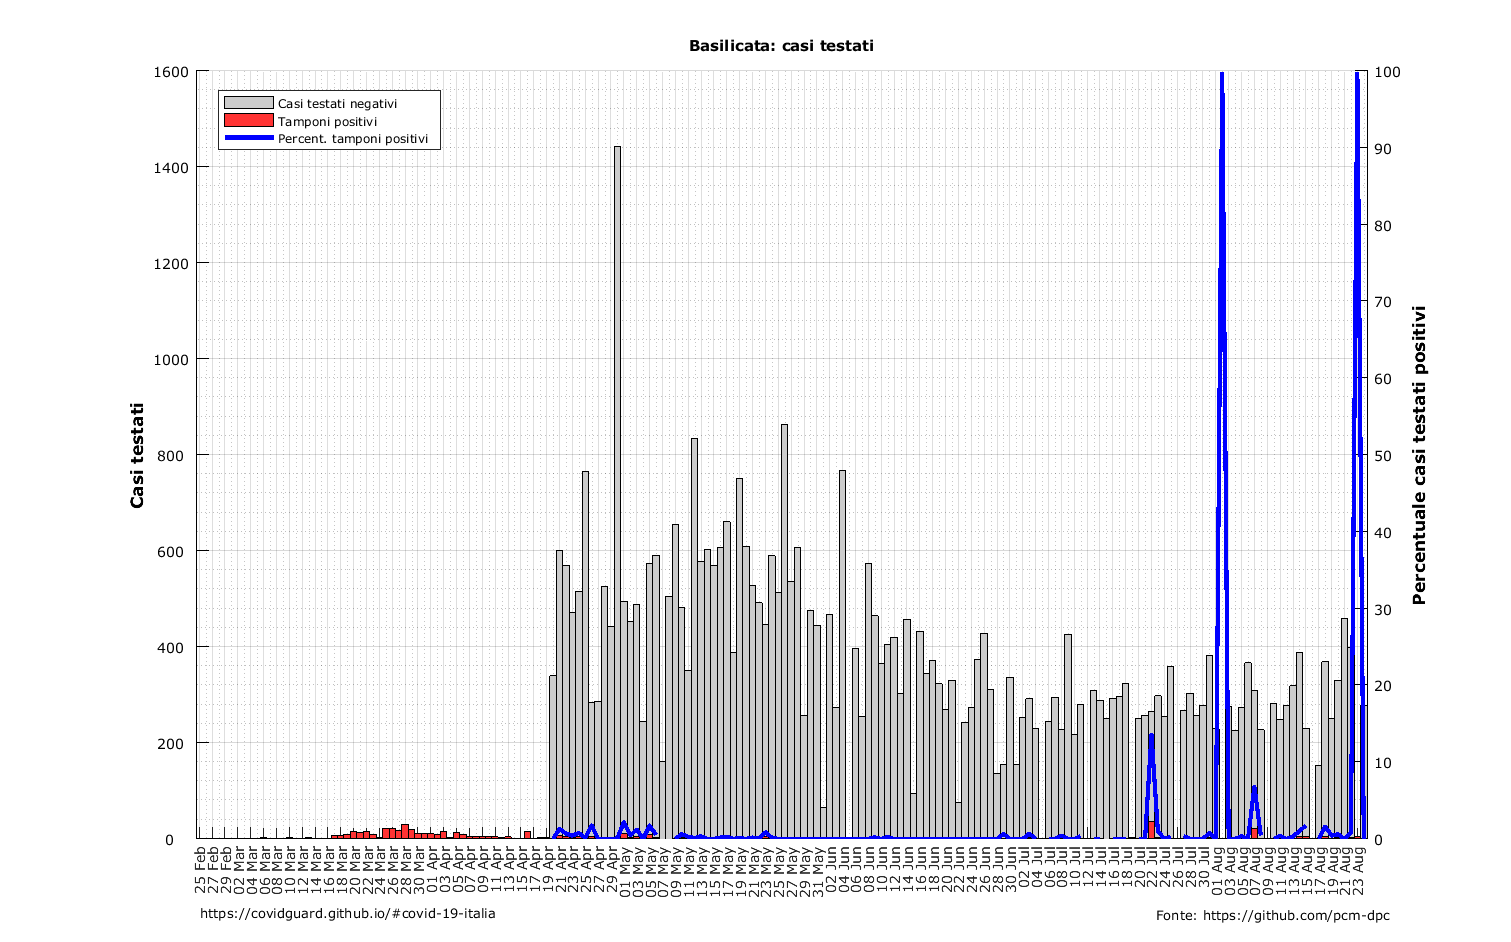 Basilicata: casi testati
Casi testati negativi
Tamponi positivi
Percent. tamponi positivi
1600
1400
1200
1000
800
600
400
200
0
Casi testati
100
90
80
70
60
50
40
30
20
10
0
Percentuale casi testati positivi
25 Feb
27 Feb
29 Feb
02 Mar
04 Mar
06 Mar
08 Mar
10 Mar
12 Mar
14 Mar
16 Mar
18 Mar
20 Mar
22 Mar
24 Mar
26 Mar
28 Mar
30 Mar
01 Apr
03 Apr
05 Apr
07 Apr
09 Apr
11 Apr
13 Apr
15 Apr
17 Apr
19 Apr
21 Apr
23 Apr
25 Apr
27 Apr
29 Apr
01 May
03 May
05 May
07 May
09 May
11 May
13 May
15 May
17 May
19 May
21 May
23 May
25 May
27 May
29 May
31 May
02 Jun
04 Jun
06 Jun
08 Jun
10 Jun
12 Jun
14 Jun
16 Jun
18 Jun
20 Jun
22 Jun
24 Jun
26 Jun
28 Jun
30 Jun
02 Jul
04 Jul
06 Jul
08 Jul
10 Jul
12 Jul
14 Jul
16 Jul
18 Jul
20 Jul
22 Jul
24 Jul
26 Jul
28 Jul
30 Jul
01 Aug
03 Aug
05 Aug
07 Aug
09 Aug
11 Aug
13 Aug
15 Aug
17 Aug
19 Aug
21 Aug
23 Aug
https://covidguard.github.io/#covid-19-italia
Fonte: https://github.com/pcm-dpc